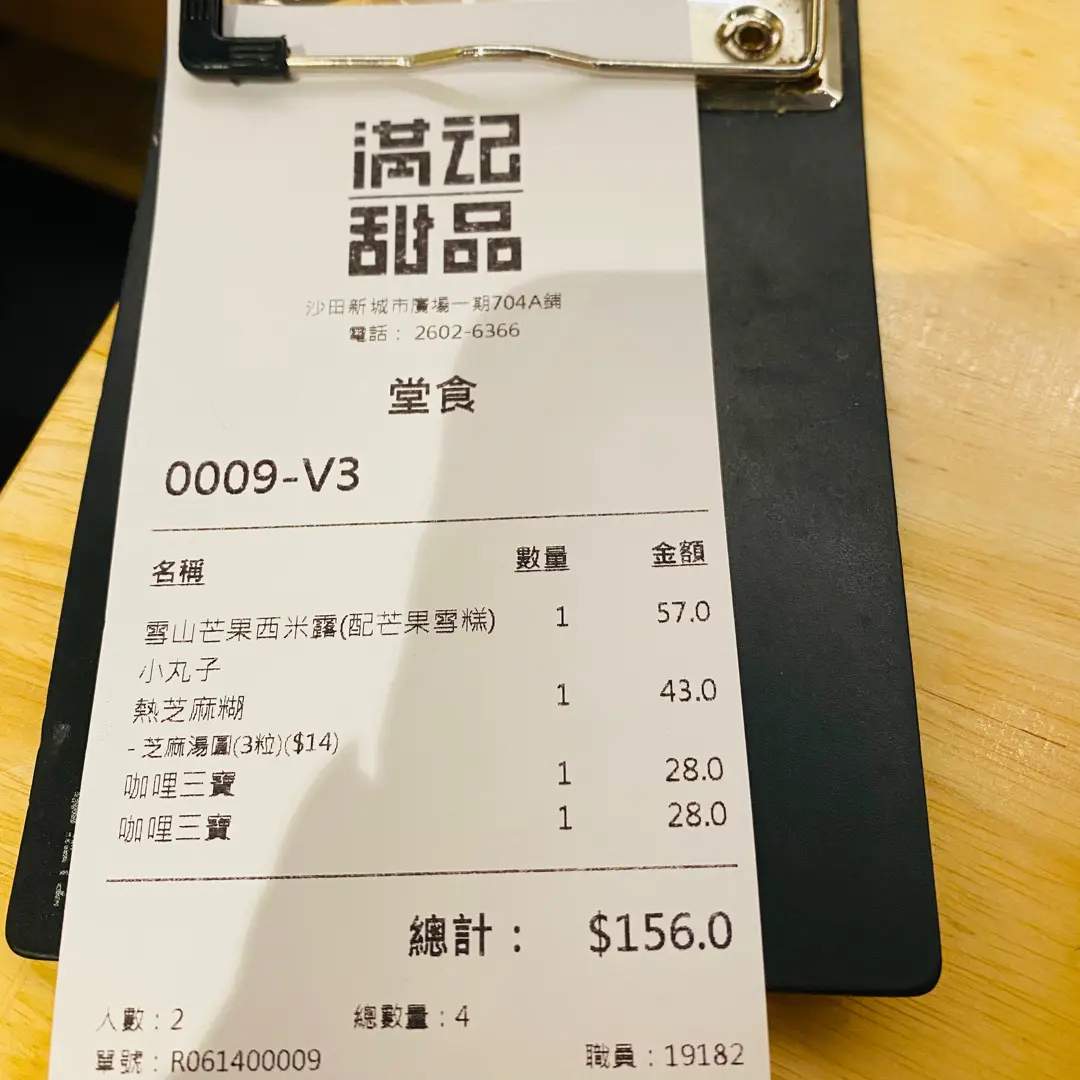 滿记
甜品
沙田新城市廣場一期704A鋪
電話： 2602-6366
堂食
0009-V3
名稱 數量 金額
雪山芒果西米露(配芒果雪糕) 1 57.0
小丸子
熱芝麻糊 1 43.0
- 芝麻湯圓(3粒)($14)
咖哩三寶 1 28.0
咖哩三寶 1 28.0
總計： $156.0
人數：2 總數量：4
單號：R061400009 職員：19182